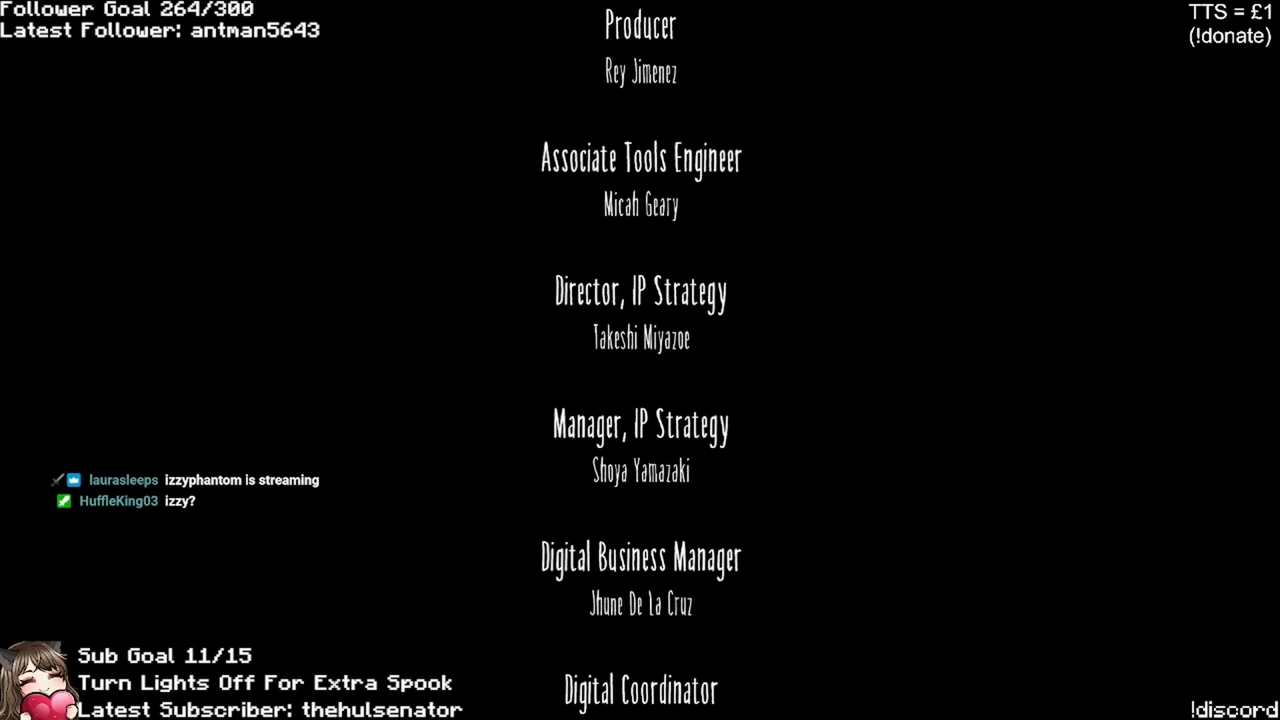 Follower Goal 264/300
Latest Follower: antman5643
TTS = £1
(!donate)
Producer
Rey Jimenez
Associate Tools Engineer
Micah Geary
Director, IP Strategy
Takeshi Miyazoe
Manager, IP Strategy
Shoya Yamazaki
laurasleeps izzyphantom is streaming
HuffleKing03 izzy?
Digital Business Manager
Jhune De La Cruz
Digital Coordinator
Sub Goal 11/15
Turn Lights Off For Extra Spook
Latest Subscriber: thehulsenator
!discord